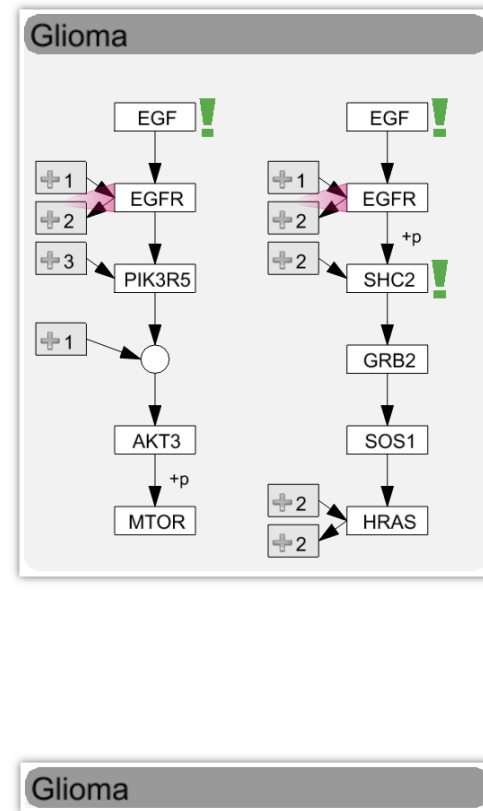 Glioma
EGF
EGF
1
EGFR
2
1
EGFR
2
+p
3
PIK3R5
2
SHC2
1
GRB2
AKT3
SOS1
+p
MTOR
2
HRAS
2
Glioma